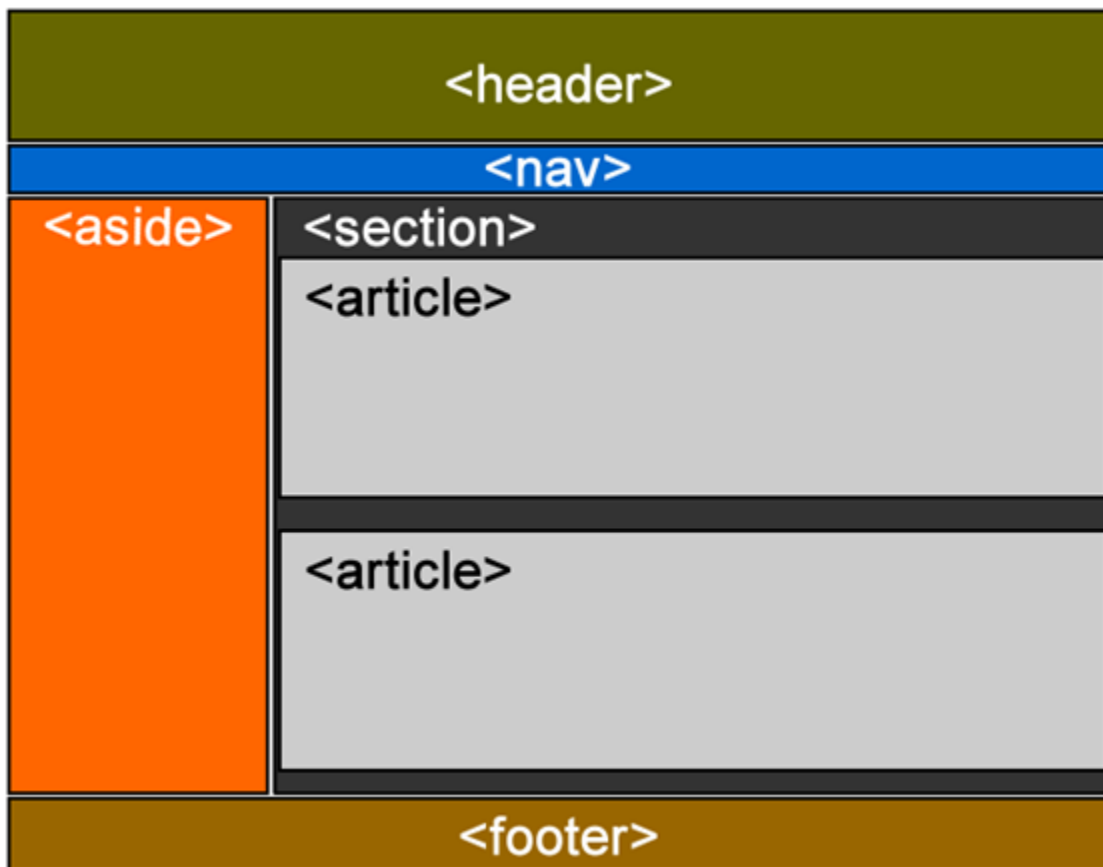 <header>
<nav>
<aside>
<section>
<article>
<article>
<footer>